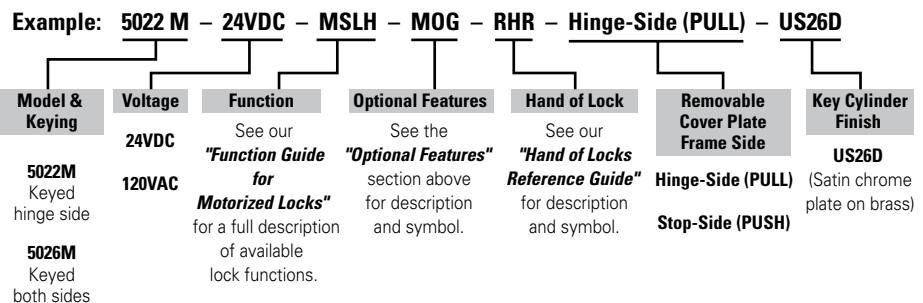 Example: 5022 M – 24VDC – MSLH – MOG – RHR – Hinge-Side (PULL) – US26D
Model &
Keying
5022M
Keyed
hinge side
5026M
Keyed
both sides
Voltage
24VDC
120VAC
Function
See our
"Function Guide
for
Motorized Locks"
for a full description
of available
lock functions.
Optional Features
See the
"Optional Features"
section above
for description
and symbol.
Hand of Lock
See our
"Hand of Locks
Reference Guide"
for description
and symbol.
Removable
Cover Plate
Frame Side
Hinge-Side (PULL)
Stop-Side (PUSH)
Key Cylinder
Finish
US26D
(Satin chrome
plate on brass)